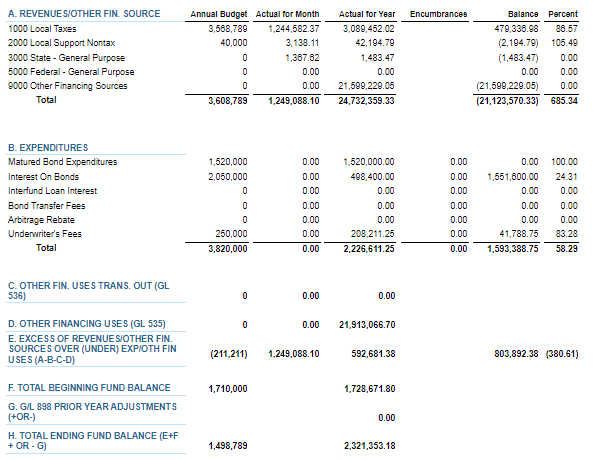 A. REVENUES/OTHER FIN. SOURCE Annual Budget Actual for Month Actual for Year Encumbrances Balance Percent
1000 Local Taxes 3,568,789 1,244,582.37 3,089,452.02 479,336.98 86.57
2000 Local Support Nontax 40,000 3,138.11 42,194.79 (2,194.79) 105.49
3000 State - General Purpose 0 1,367.62 1,483.47 (1,483.47) 0.00
5000 Federal - General Purpose 0 0.00 0.00 0.00 0.00
9000 Other Financing Sources 0 0.00 21,599,229.05 (21,599,229.05) 0.00
Total 3,608,789 1,249,088.10 24,732,359.33 (21,123,570.33) 685.34
B. EXPENDITURES
Matured Bond Expenditures 1,520,000 0.00 1,520,000.00 0.00 0.00 100.00
Interest On Bonds 2,050,000 0.00 498,400.00 0.00 1,551,600.00 24.31
Interfund Loan Interest 0 0.00 0.00 0.00 0.00 0.00
Bond Transfer Fees 0 0.00 0.00 0.00 0.00 0.00
Arbitrage Rebate 0 0.00 0.00 0.00 0.00 0.00
Underwriter's Fees 250,000 0.00 208,211.25 0.00 41,788.75 83.28
Total 3,820,000 0.00 2,226,611.25 0.00 1,593,388.75 58.29
C. OTHER FIN. USES TRANS. OUT (GL
536) 0 0.00 0.00
D. OTHER FINANCING USES (GL 535) 0 0.00 21,913,066.70
E. EXCESS OF REVENUES/OTHER FIN.
SOURCES OVER (UNDER) EXP/OTH FIN
USES (A-B-C-D) (211,211) 1,249,088.10 592,681.38 803,892.38 (380.61)
F. TOTAL BEGINNING FUND BALANCE 1,710,000 1,728,671.80
G. G/L 898 PRIOR YEAR ADJUSTMENTS
(+OR-) 0.00
H. TOTAL ENDING FUND BALANCE (E+F
+ OR - G) 1,498,789 2,321,353.18